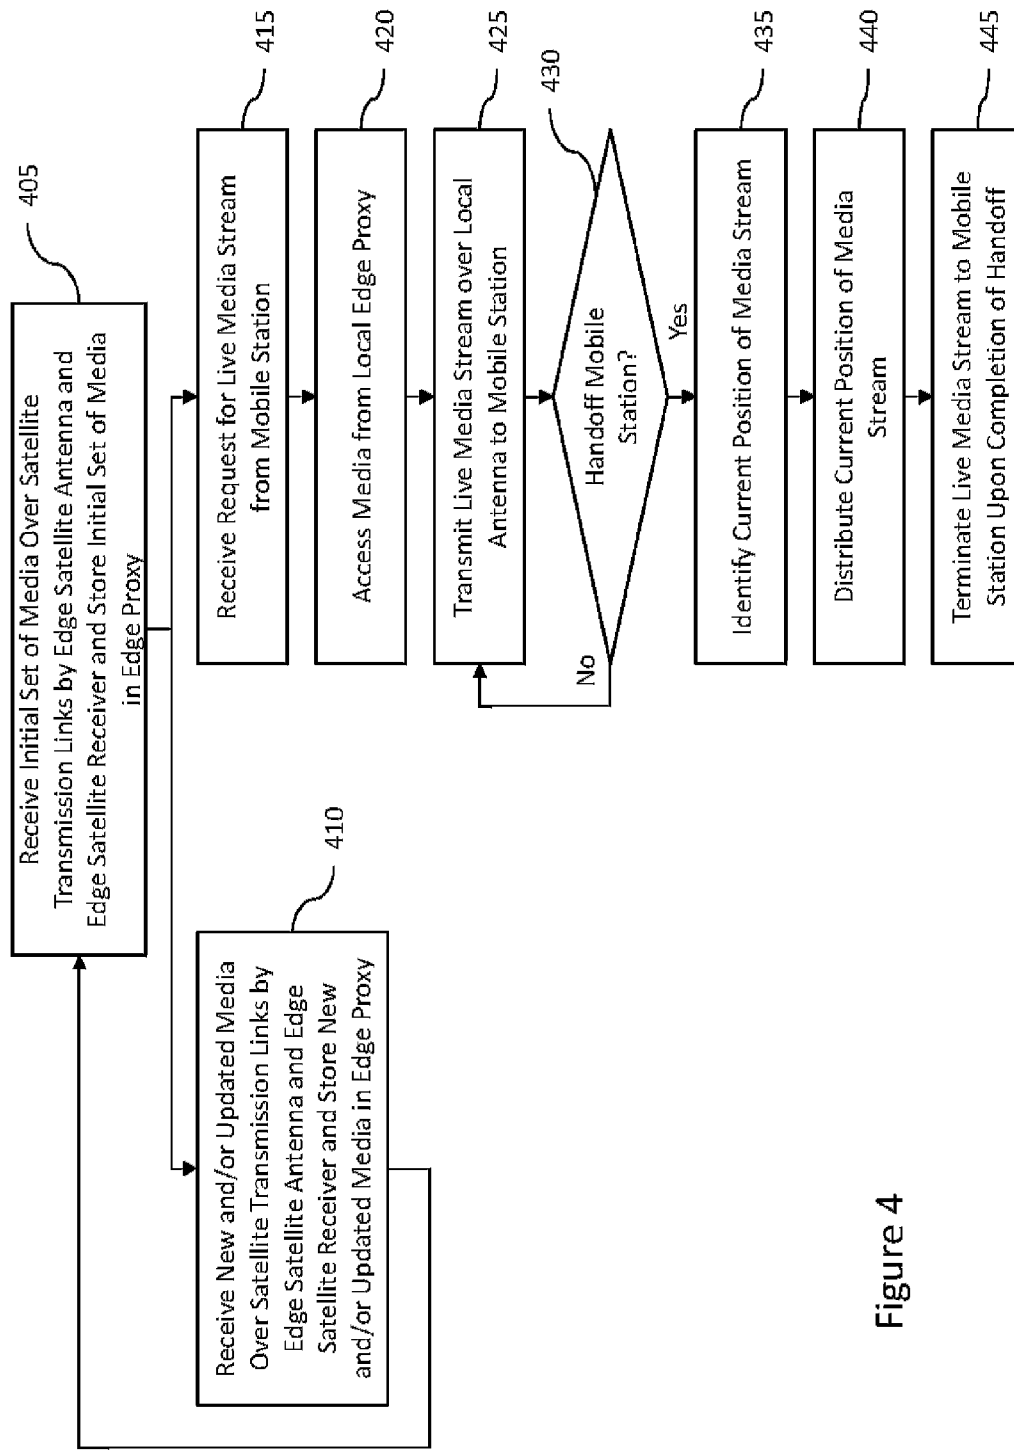 Receive Initial Set of Media Over Satellite
Transmission Links by Edge Satellite Antenna and
Edge Satellite Receiver and Store Initial Set of Media
in Edge Proxy
405
Receive New and/or Updated Media
Over Satellite Transmission Links by
Edge Satellite Antenna and Edge
Satellite Receiver and Store New
and/or Updated Media in Edge Proxy
410
Receive Request for Live Media Stream
from Mobile Station
415
Access Media from Local Edge Proxy
420
Transmit Live Media Stream over Local
Antenna to Mobile Station
425
Handoff Mobile
Station?
430
No
Yes
Identify Current Position of Media Stream
435
Distribute Current Position of Media
Stream
440
Terminate Live Media Stream to Mobile
Station Upon Completion of Handoff
445
Figure 4